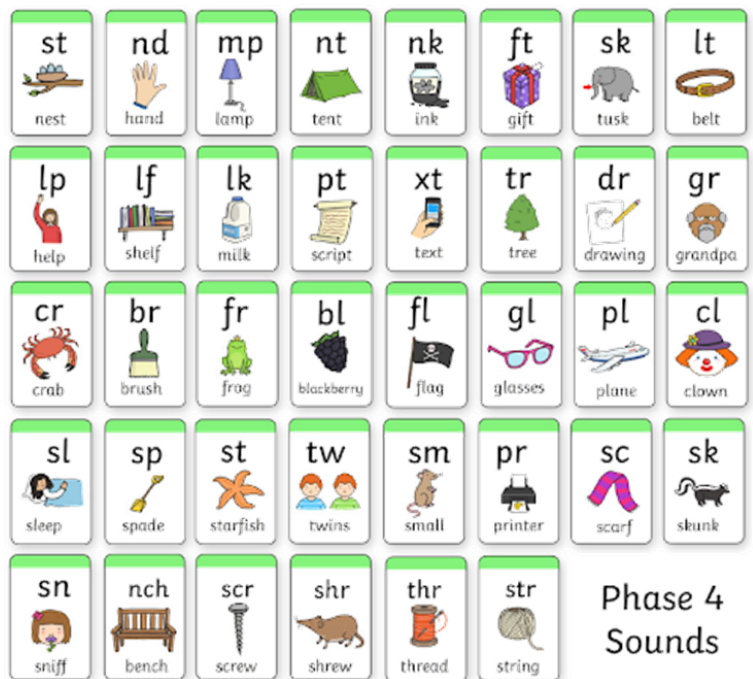 st nd mp nt nk ft sk lt
nest hand lamp tent ink gift tusk belt
lp lf lk pt xt tr dr gr
help shelf milk script text tree drawing grandpa
cr br fr bl fl gl pl cl
crab brush frog blackberry flag glasses plane clown
sl sp st tw sm pr sc sk
sleep spade starfish twins small printer scarf skunk
sn nch scr shr thr str
sniff bench screw shrew thread string
Phase 4
Sounds